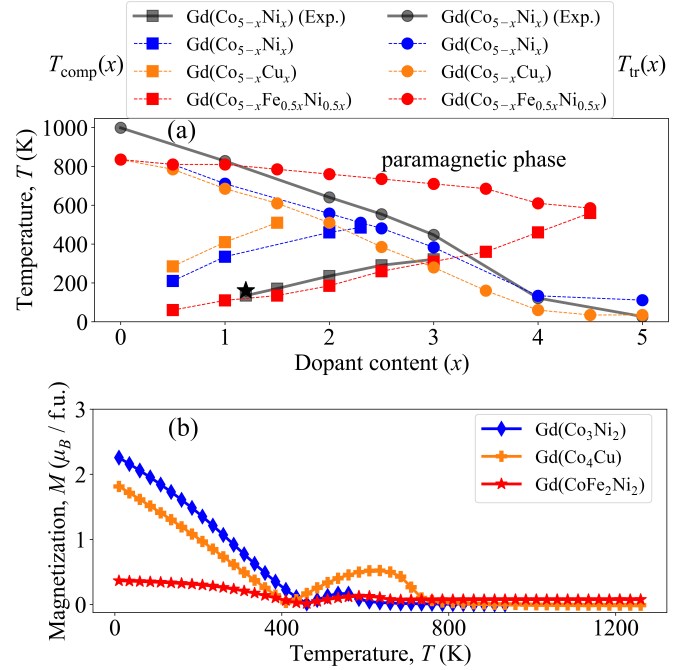 Gd(Co₅₋ₓNiₓ) (Exp.) Gd(Co₅₋ₓNiₓ) (Exp.)
T_comp(x) Gd(Co₅₋ₓNiₓ) Gd(Co₅₋ₓNiₓ) T_tr(x)
Gd(Co₅₋ₓCuₓ) Gd(Co₅₋ₓCuₓ)
Gd(Co₅₋ₓFe₀.₅ₓNi₀.₅ₓ) Gd(Co₅₋ₓFe₀.₅ₓNi₀.₅ₓ)
(a)
paramagnetic phase
1000
800
600
400
200
0
Temperature, T (K)
0 1 2 3 4 5
Dopant content (x)
(b)
Gd(Co₃Ni₂)
Gd(Co₄Cu)
Gd(CoFe₂Ni₂)
3
2
1
0
Magnetization, M (μ_B / f.u.)
0 400 800 1200
Temperature, T (K)